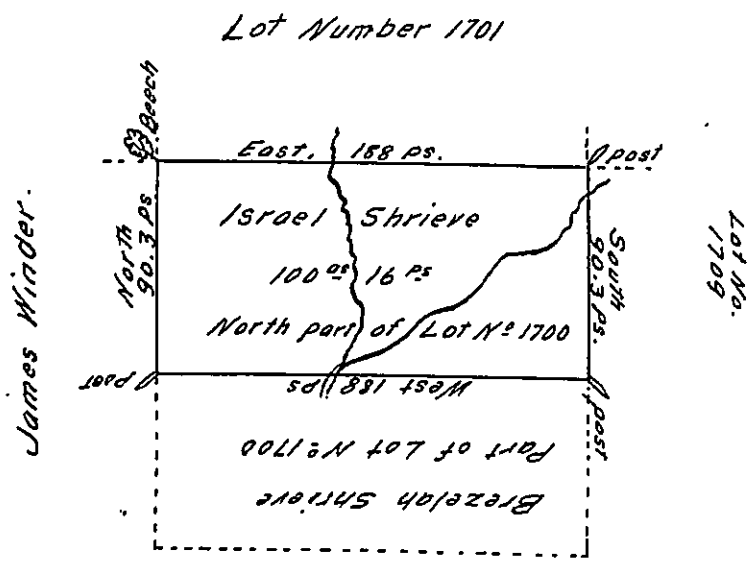 Lot Number 1701
Beech
East. 188 ps.
post
James Winder.
North
90.3 ps
Israel Shrieve
100 as 16 ps
North part of Lot No 1700
South
90.3 ps.
Lot No.
1709
post
West 188 ps
post
Part of Lot No 1700
Brezelah Shrieve